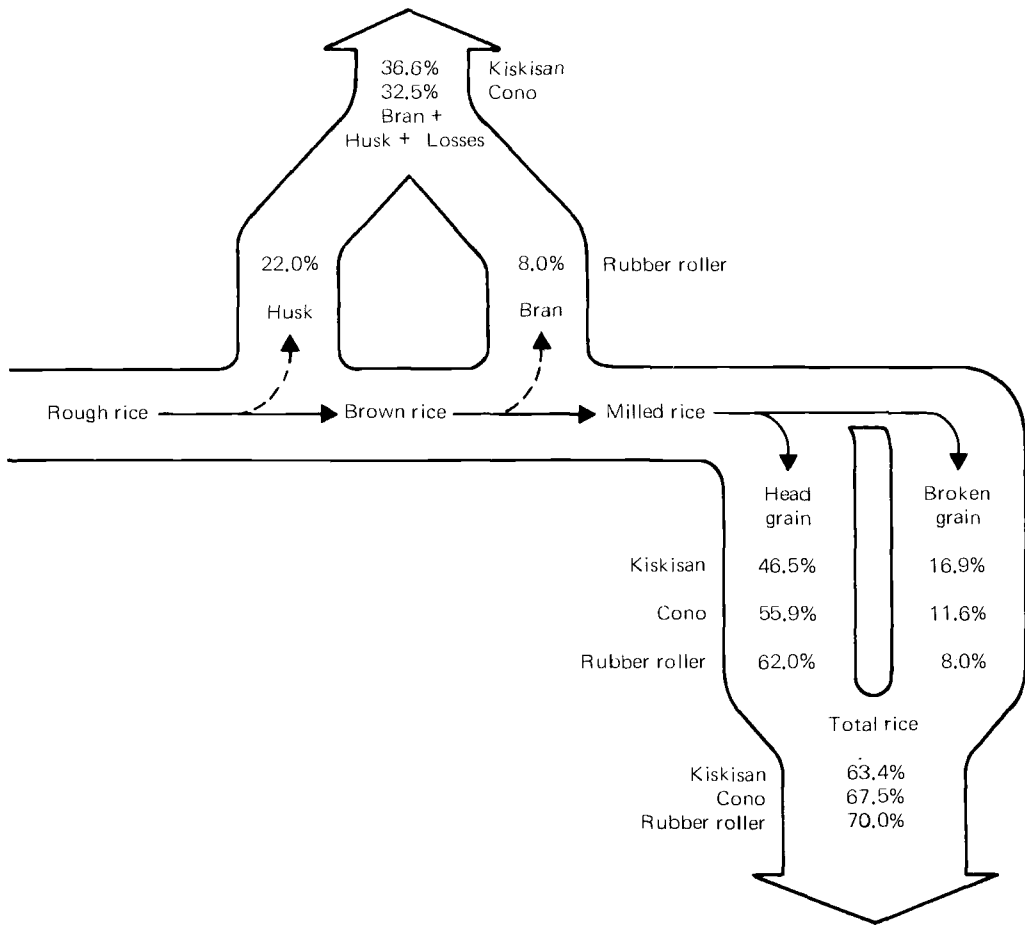 36.6% Kiskisan
32.5% Cono
Bran +
Husk + Losses
22.0% 8.0% Rubber roller
Husk Bran
Rough rice Brown rice Milled rice
Head Broken
grain grain
Kiskisan 46.5% 16.9%
Cono 55.9% 11.6%
Rubber roller 62.0% 8.0%
Total rice
Kiskisan 63.4%
Cono 67.5%
Rubber roller 70.0%